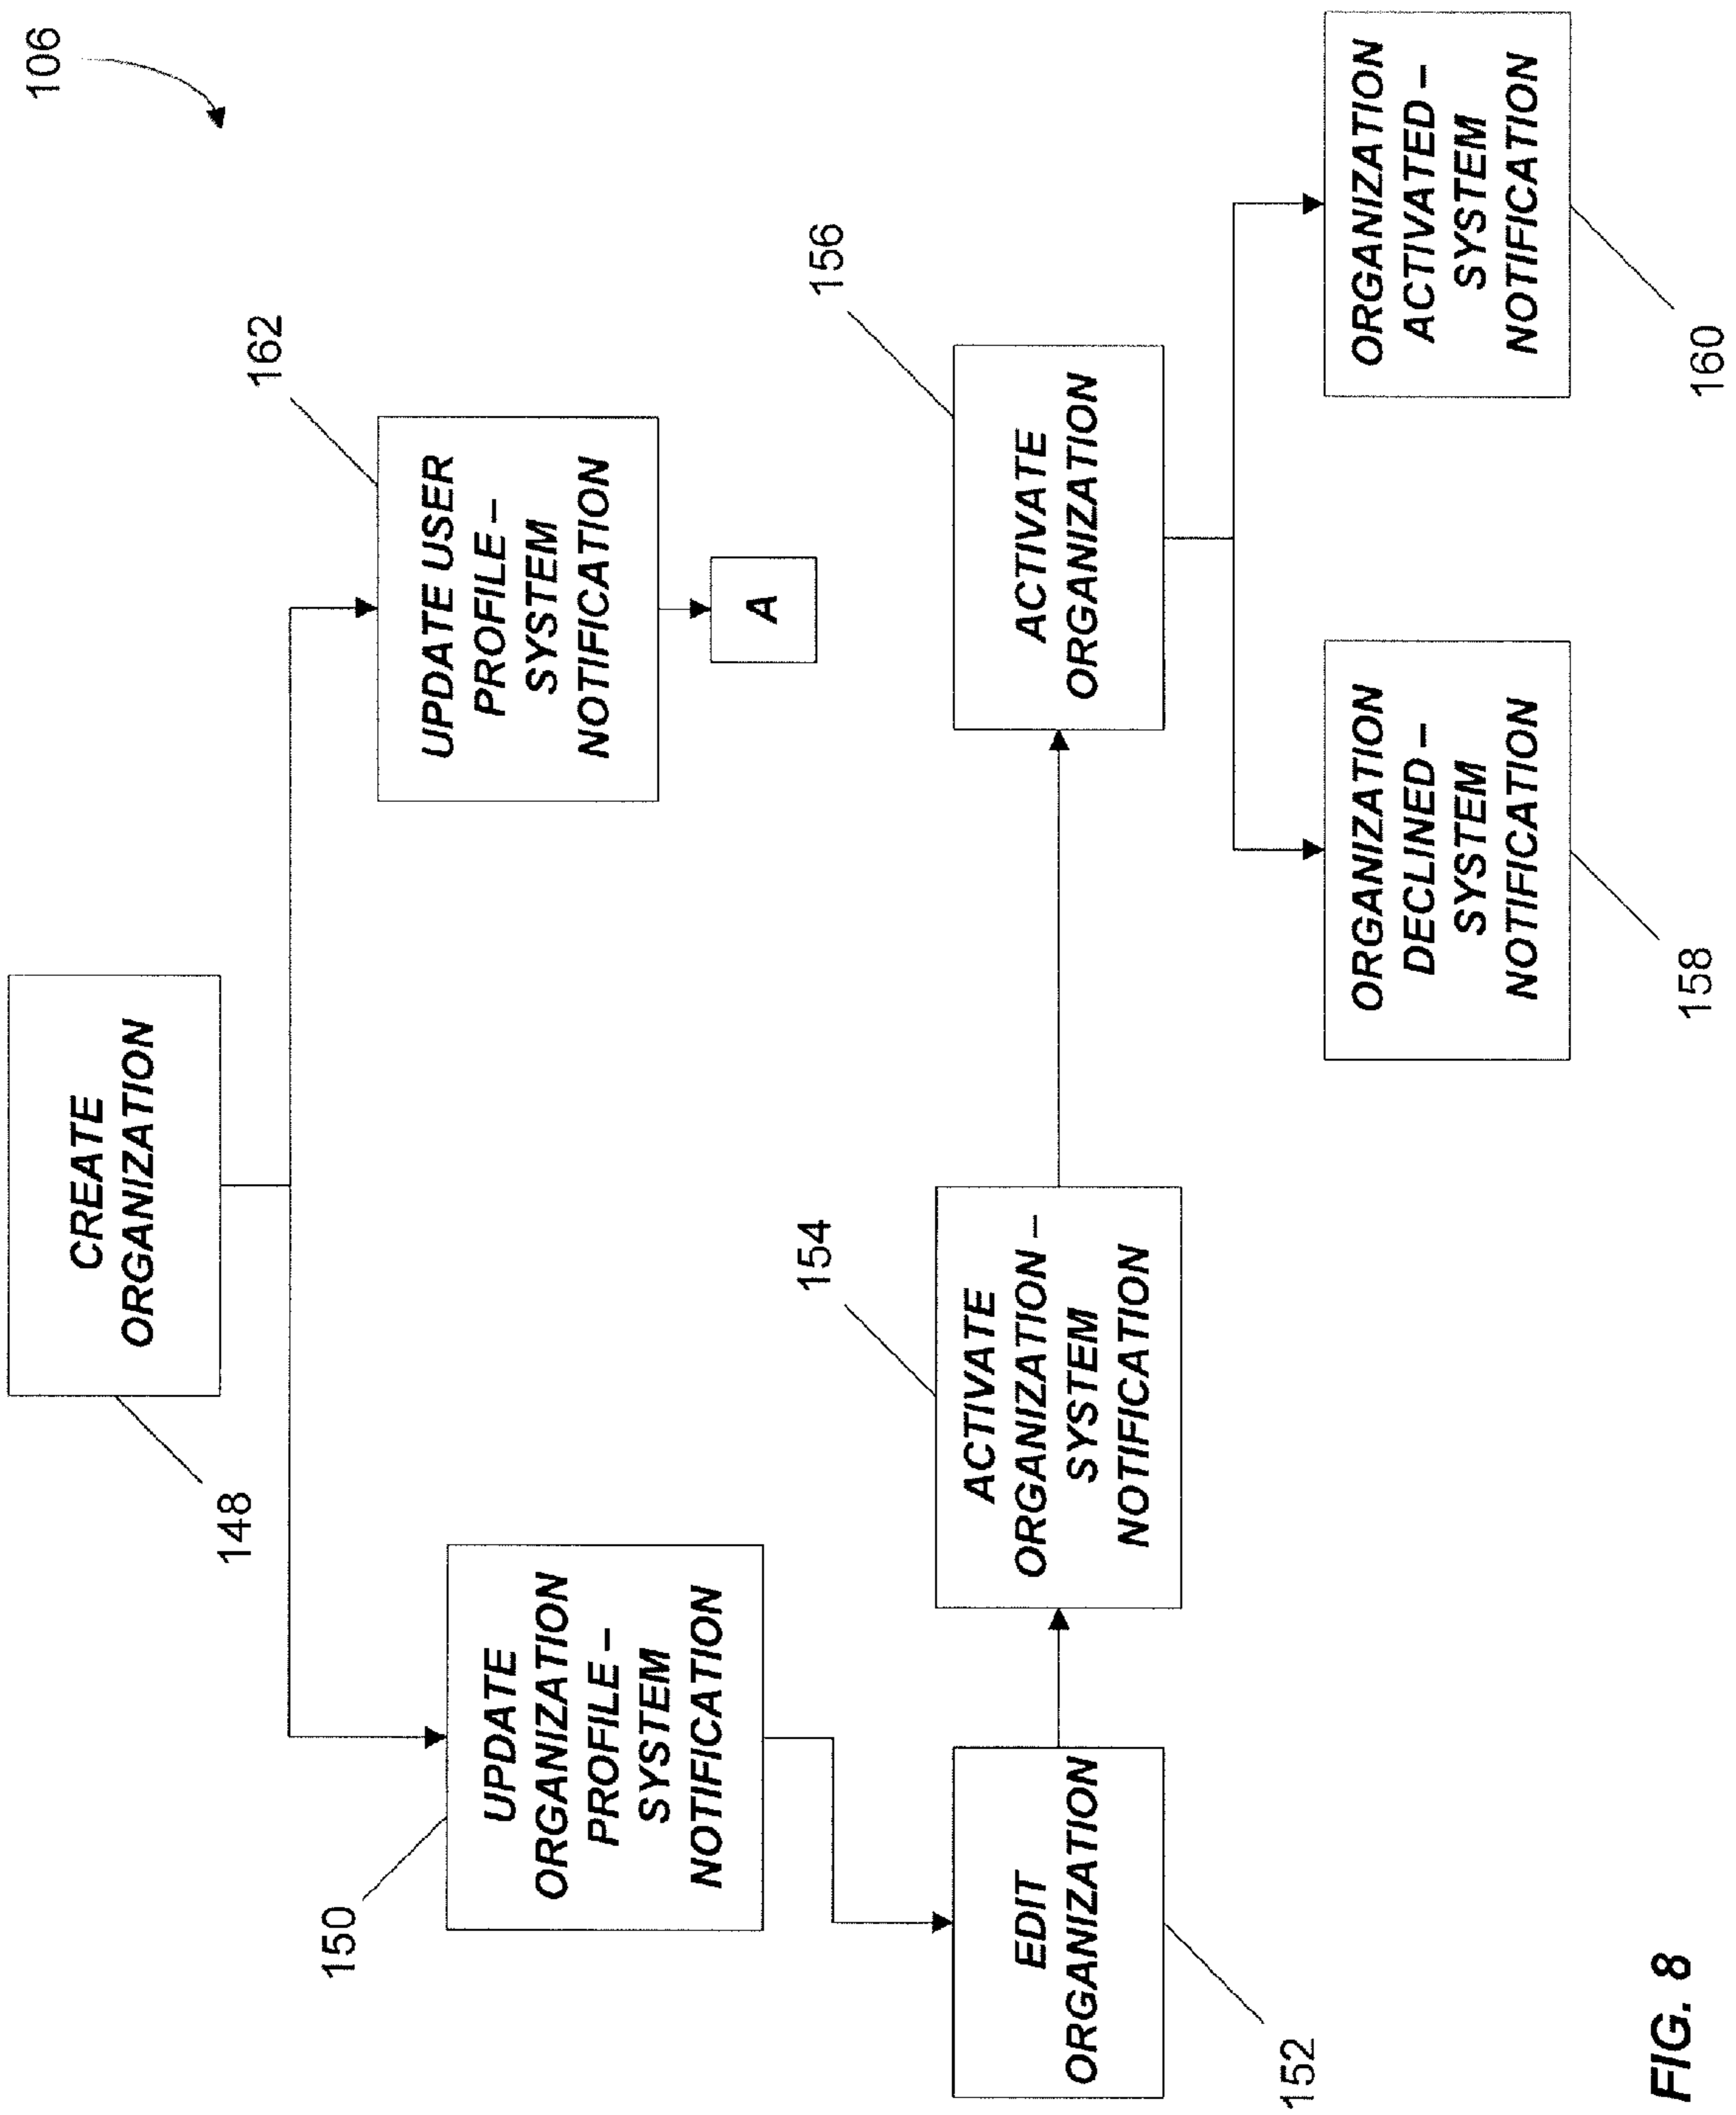 106
CREATE
ORGANIZATION
148
UPDATE
ORGANIZATION
PROFILE –
SYSTEM
NOTIFICATION
150
UPDATE USER
PROFILE –
SYSTEM
NOTIFICATION
162
A
EDIT
ORGANIZATION
152
ACTIVATE
ORGANIZATION –
SYSTEM
NOTIFICATION
154
ACTIVATE
ORGANIZATION
156
ORGANIZATION
DECLINED –
SYSTEM
NOTIFICATION
158
ORGANIZATION
ACTIVATED –
SYSTEM
NOTIFICATION
160
FIG. 8